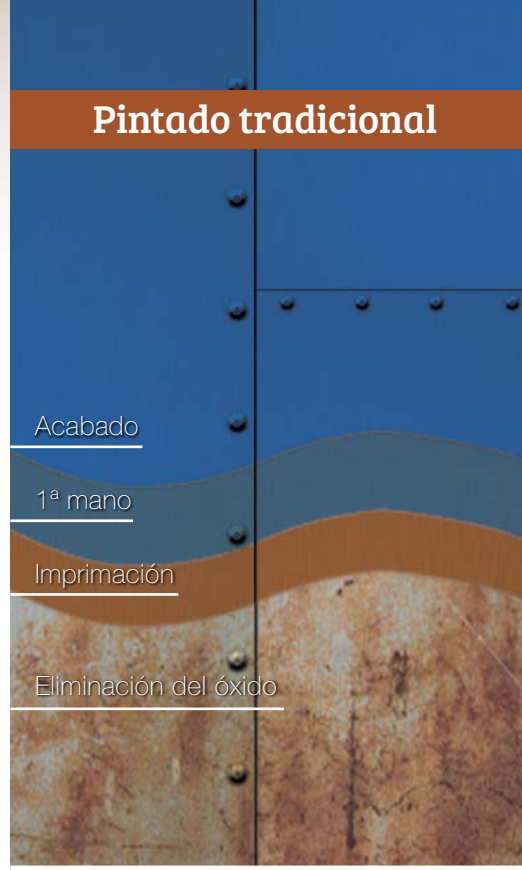 Pintado tradicional
Acabado
1ª mano
Imprimación
Eliminación del óxido